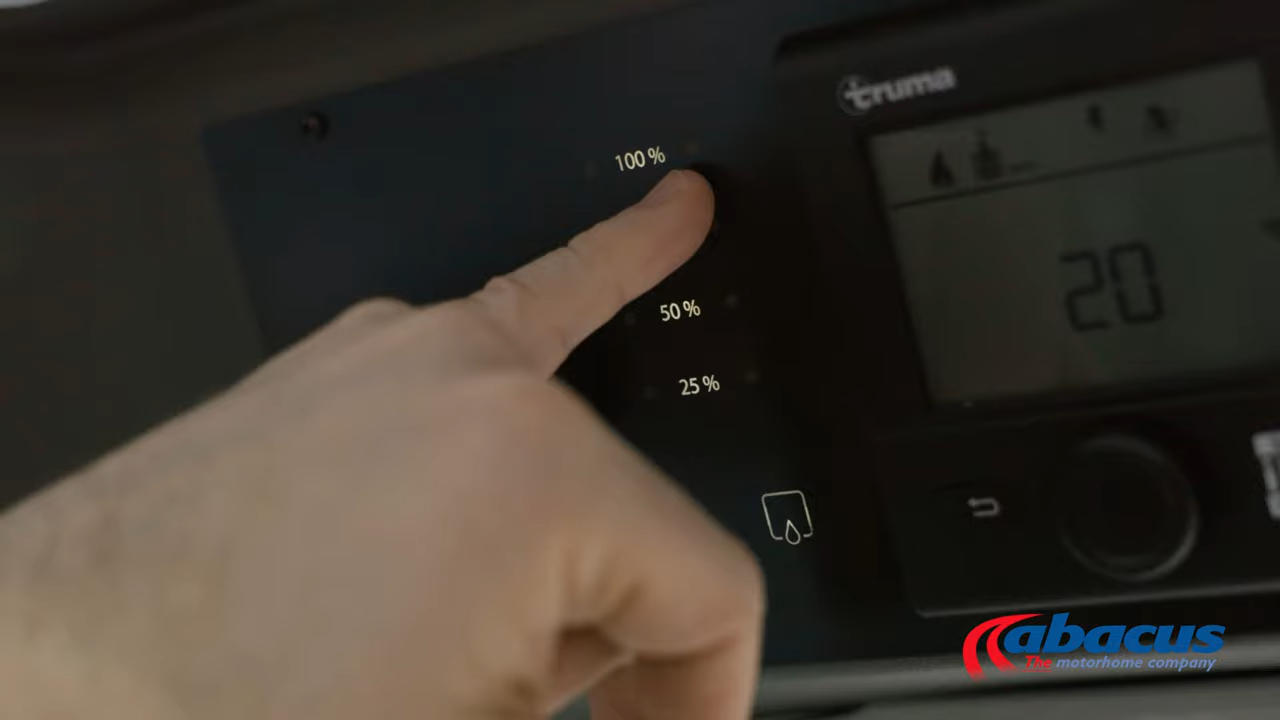 truma
100 %
50 %
25 %
20
abacus
The motorhome company